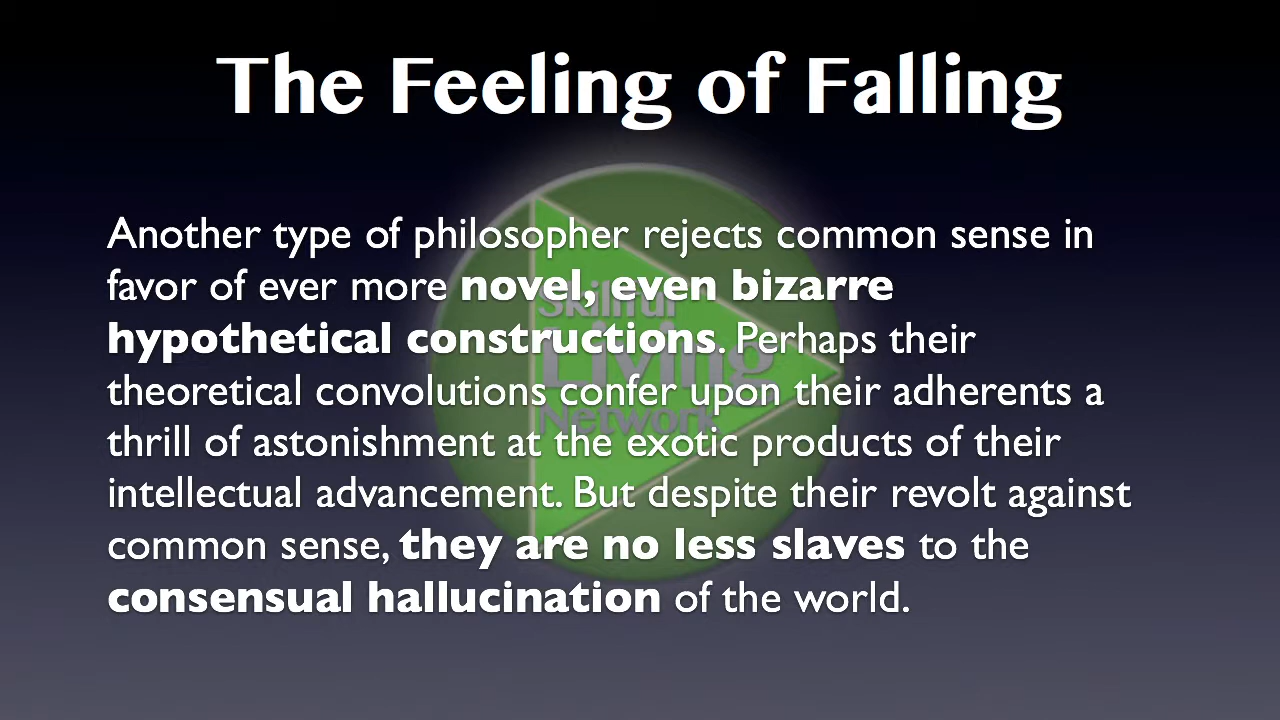 The Feeling of Falling
Another type of philosopher rejects common sense in
favor of ever more novel, even bizarre
hypothetical constructions. Perhaps their
theoretical convolutions confer upon their adherents a
thrill of astonishment at the exotic products of their
intellectual advancement. But despite their revolt against
common sense, they are no less slaves to the
consensual hallucination of the world.
Skillful
Living
Network